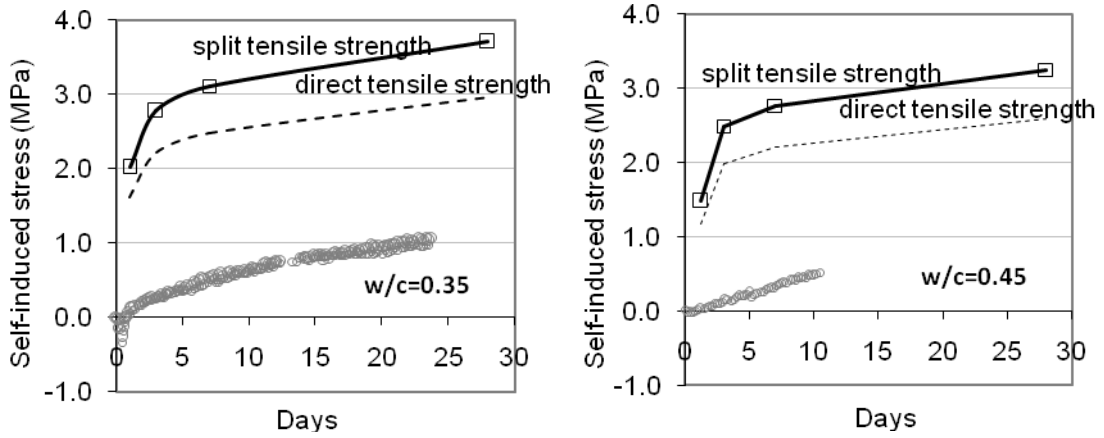 Self-induced stress (MPa)
4.0
3.0
2.0
1.0
0.0
-1.0
split tensile strength
direct tensile strength
w/c=0.35
0
5
10
15
20
25
30
Days
Self-induced stress (MPa)
4.0
3.0
2.0
1.0
0.0
-1.0
split tensile strength
direct tensile strength
w/c=0.45
0
5
10
15
20
25
30
Days